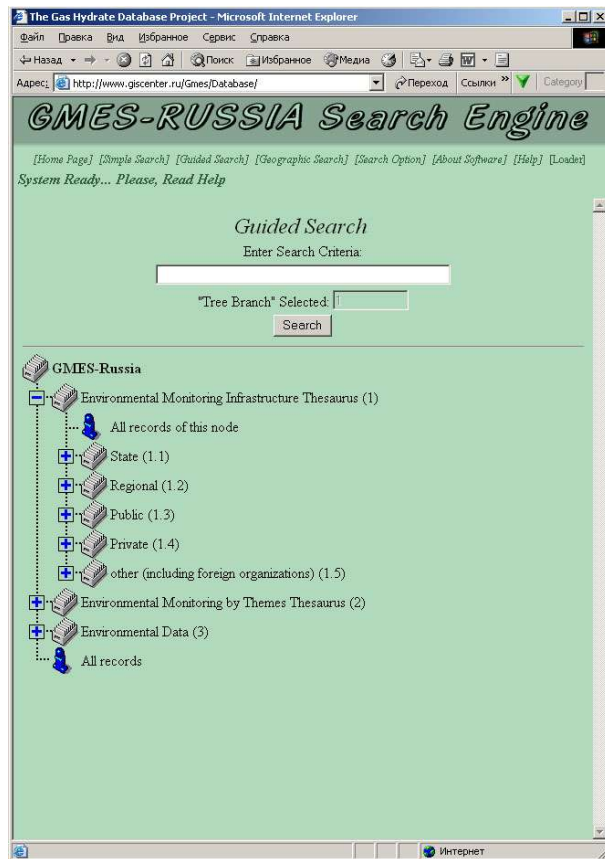 The Gas Hydrate Database Project - Microsoft Internet Explorer
Файл Правка Вид Избранное Сервис Справка
Назад Поиск Избранное Медиа
Адрес: http://www.giscenter.ru/Gmes/Database/ Переход Ссылки » Category
GMES-RUSSIA Search Engine
[Home Page] [Simple Search] [Guided Search] [Geographic Search] [Search Option] [About Software] [Help] [Loader]
System Ready... Please, Read Help
Guided Search
Enter Search Criteria:
"Tree Branch" Selected: 1
Search
GMES-Russia
Environmental Monitoring Infrastructure Thesaurus (1)
All records of this node
State (1.1)
Regional (1.2)
Public (1.3)
Private (1.4)
other (including foreign organizations) (1.5)
Environmental Monitoring by Themes Thesaurus (2)
Environmental Data (3)
All records
Интернет